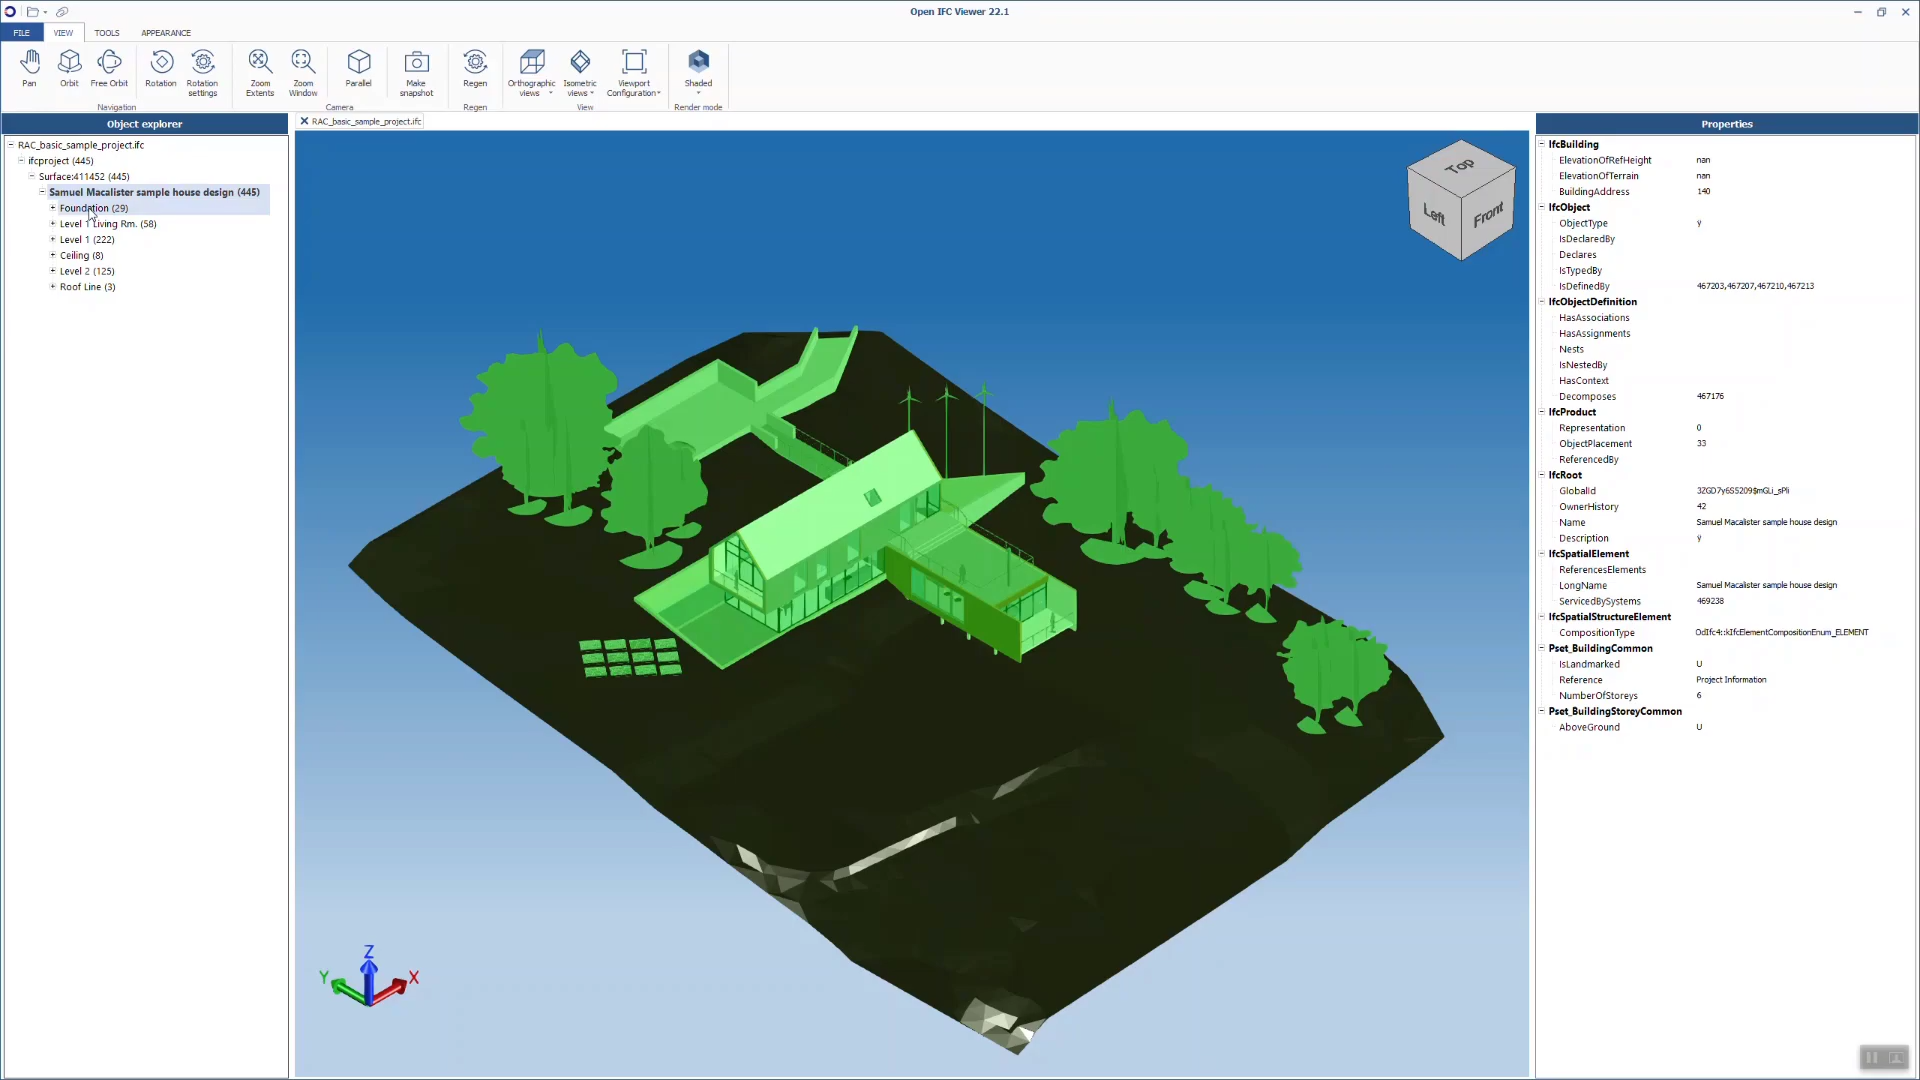 Open IFC Viewer 22.1
FILE VIEW TOOLS APPEARANCE
Pan Orbit Free Orbit Rotation Rotation settings Zoom Extents Zoom Window Parallel Make snapshot Regen Orthographic views Isometric views Viewport Configuration Shaded
Navigation Camera Regen View Render mode
Object explorer
RAC_basic_sample_project.ifc
ifcproject (445)
Surface:411452 (445)
Samuel Macalister sample house design (445)
Foundation (29)
Level 1 Living Rm. (58)
Level 1 (222)
Ceiling (8)
Level 2 (125)
Roof Line (3)
RAC_basic_sample_project.ifc
Top
Left
Front
Z
Y
X
Properties
IfcBuilding
ElevationOfRefHeight nan
ElevationOfTerrain nan
BuildingAddress 140
IfcObject
ObjectType ÿ
IsDeclaredBy
Declares
IsTypedBy
IsDefinedBy 467203,467207,467210,467213
IfcObjectDefinition
HasAssociations
HasAssignments
Nests
IsNestedBy
HasContext
Decomposes 467176
IfcProduct
Representation 0
ObjectPlacement 33
ReferencedBy
IfcRoot
GlobalId 3ZGD7y6S5209$mGLi_sPli
OwnerHistory 42
Name Samuel Macalister sample house design
Description ÿ
IfcSpatialElement
ReferencesElements
LongName Samuel Macalister sample house design
ServicedBySystems 469238
IfcSpatialStructureElement
CompositionType OdIfc4::kIfcElementCompositionEnum_ELEMENT
Pset_BuildingCommon
IsLandmarked U
Reference Project Information
NumberOfStoreys 6
Pset_BuildingStoreyCommon
AboveGround U